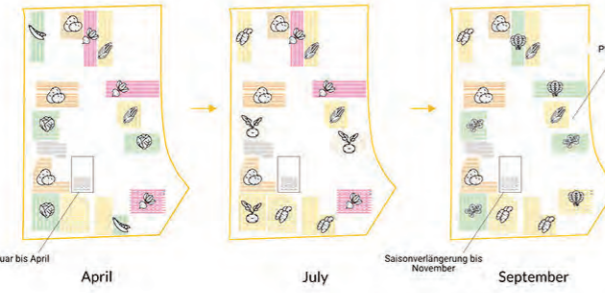 uar bis April
Saisonverlängerung bis
November
P
April
July
September